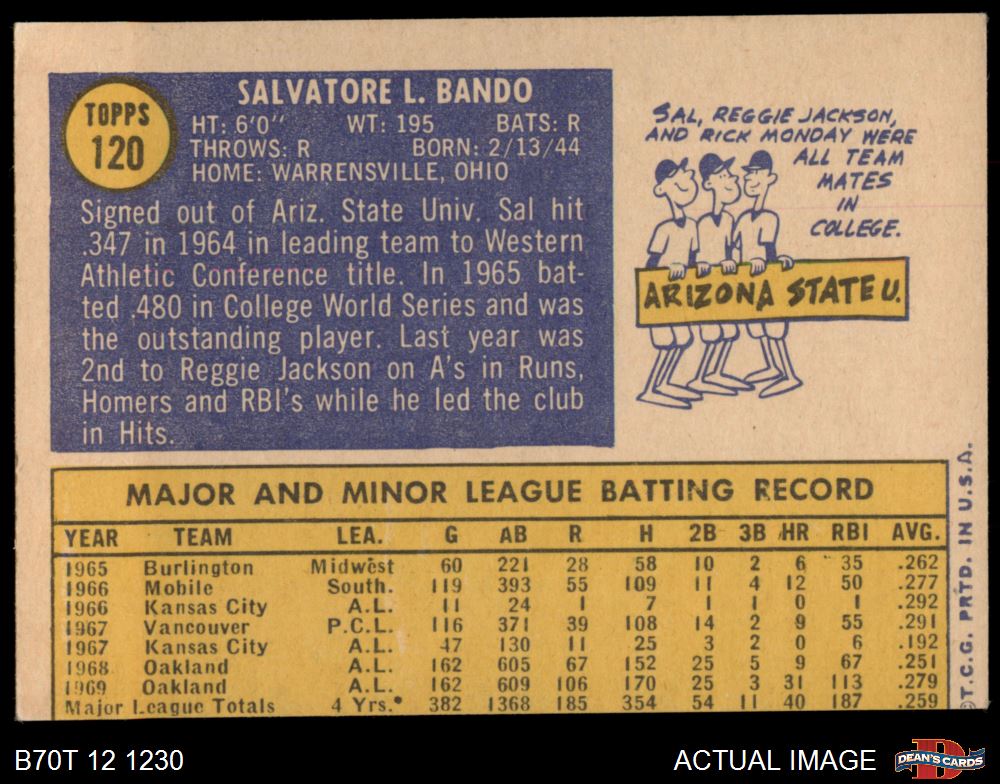 TOPPS
120
SALVATORE L. BANDO
HT: 6'0" WT: 195 BATS: R
THROWS: R BORN: 2/13/44
HOME: WARRENSVILLE, OHIO
Signed out of Ariz. State Univ. Sal hit
.347 in 1964 in leading team to Western
Athletic Conference title. In 1965 bat-
ted .480 in College World Series and was
the outstanding player. Last year was
2nd to Reggie Jackson on A's in Runs,
Homers and RBI's while he led the club
in Hits.
SAL, REGGIE JACKSON,
AND RICK MONDAY WERE
ALL TEAM
MATES
IN
COLLEGE.
ARIZONA STATE U.
MAJOR AND MINOR LEAGUE BATTING RECORD
YEAR TEAM LEA. G AB R H 2B 3B HR RBI AVG.
1965 Burlington Midwest 60 221 28 58 10 2 6 35 .262
1966 Mobile South. 119 393 55 109 11 4 12 50 .277
1966 Kansas City A.L. 11 24 1 7 1 1 0 1 .292
1967 Vancouver P.C.L. 116 371 39 108 14 2 9 55 .291
1967 Kansas City A.L. 47 130 11 25 3 2 0 6 .192
1968 Oakland A.L. 162 605 67 152 25 5 9 67 .251
1969 Oakland A.L. 162 609 106 170 25 3 31 113 .279
Major League Totals 4 Yrs.* 382 1368 185 354 54 11 40 187 .259
©T.C.G. PRTD. IN U.S.A.
B70T 12 1230
ACTUAL IMAGE
DEAN'S CARDS